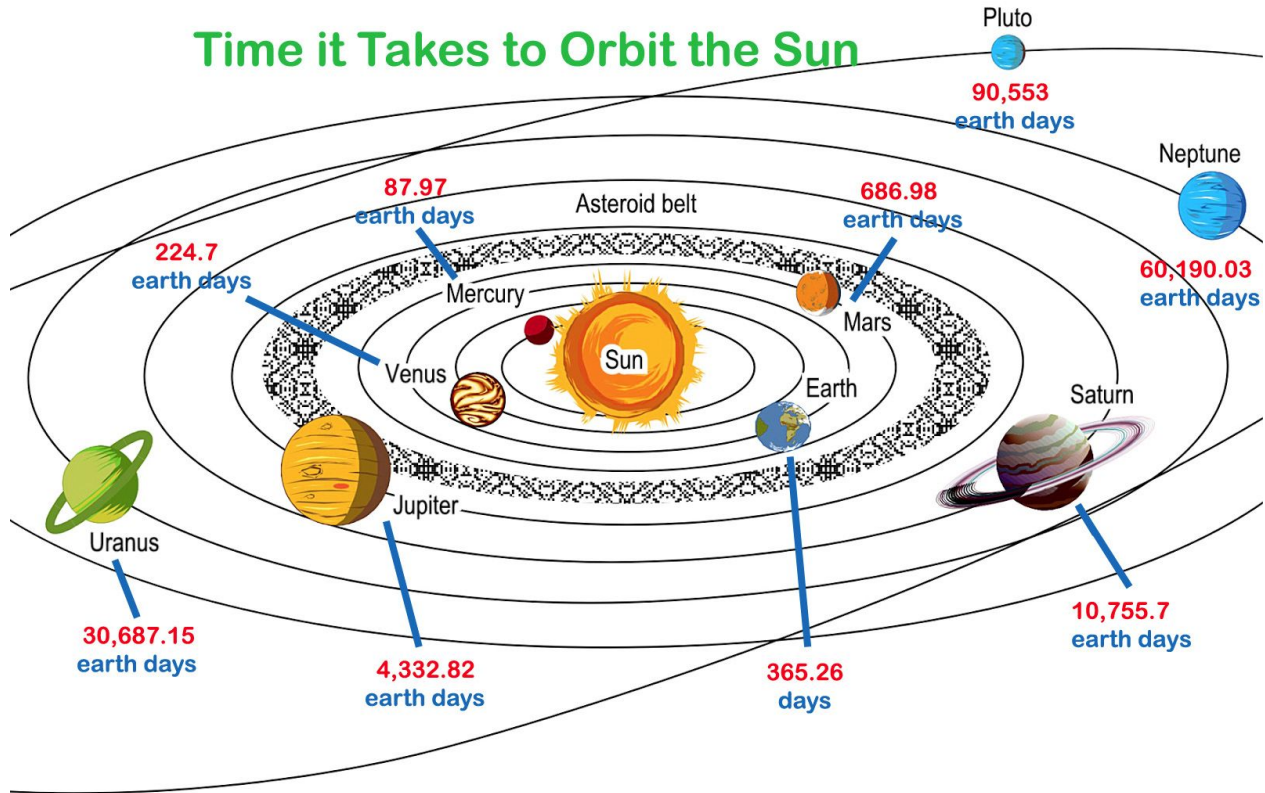 Pluto
Time it Takes to Orbit the Sun
90,553
earth days
Neptune
87.97
earth days
Asteroid belt
686.98
earth days
224.7
earth days
60,190.03
earth days
Mercury
Mars
Sun
Venus
Earth
Saturn
Jupiter
Uranus
10,755.7
earth days
30,687.15
earth days
4,332.82
earth days
365.26
days